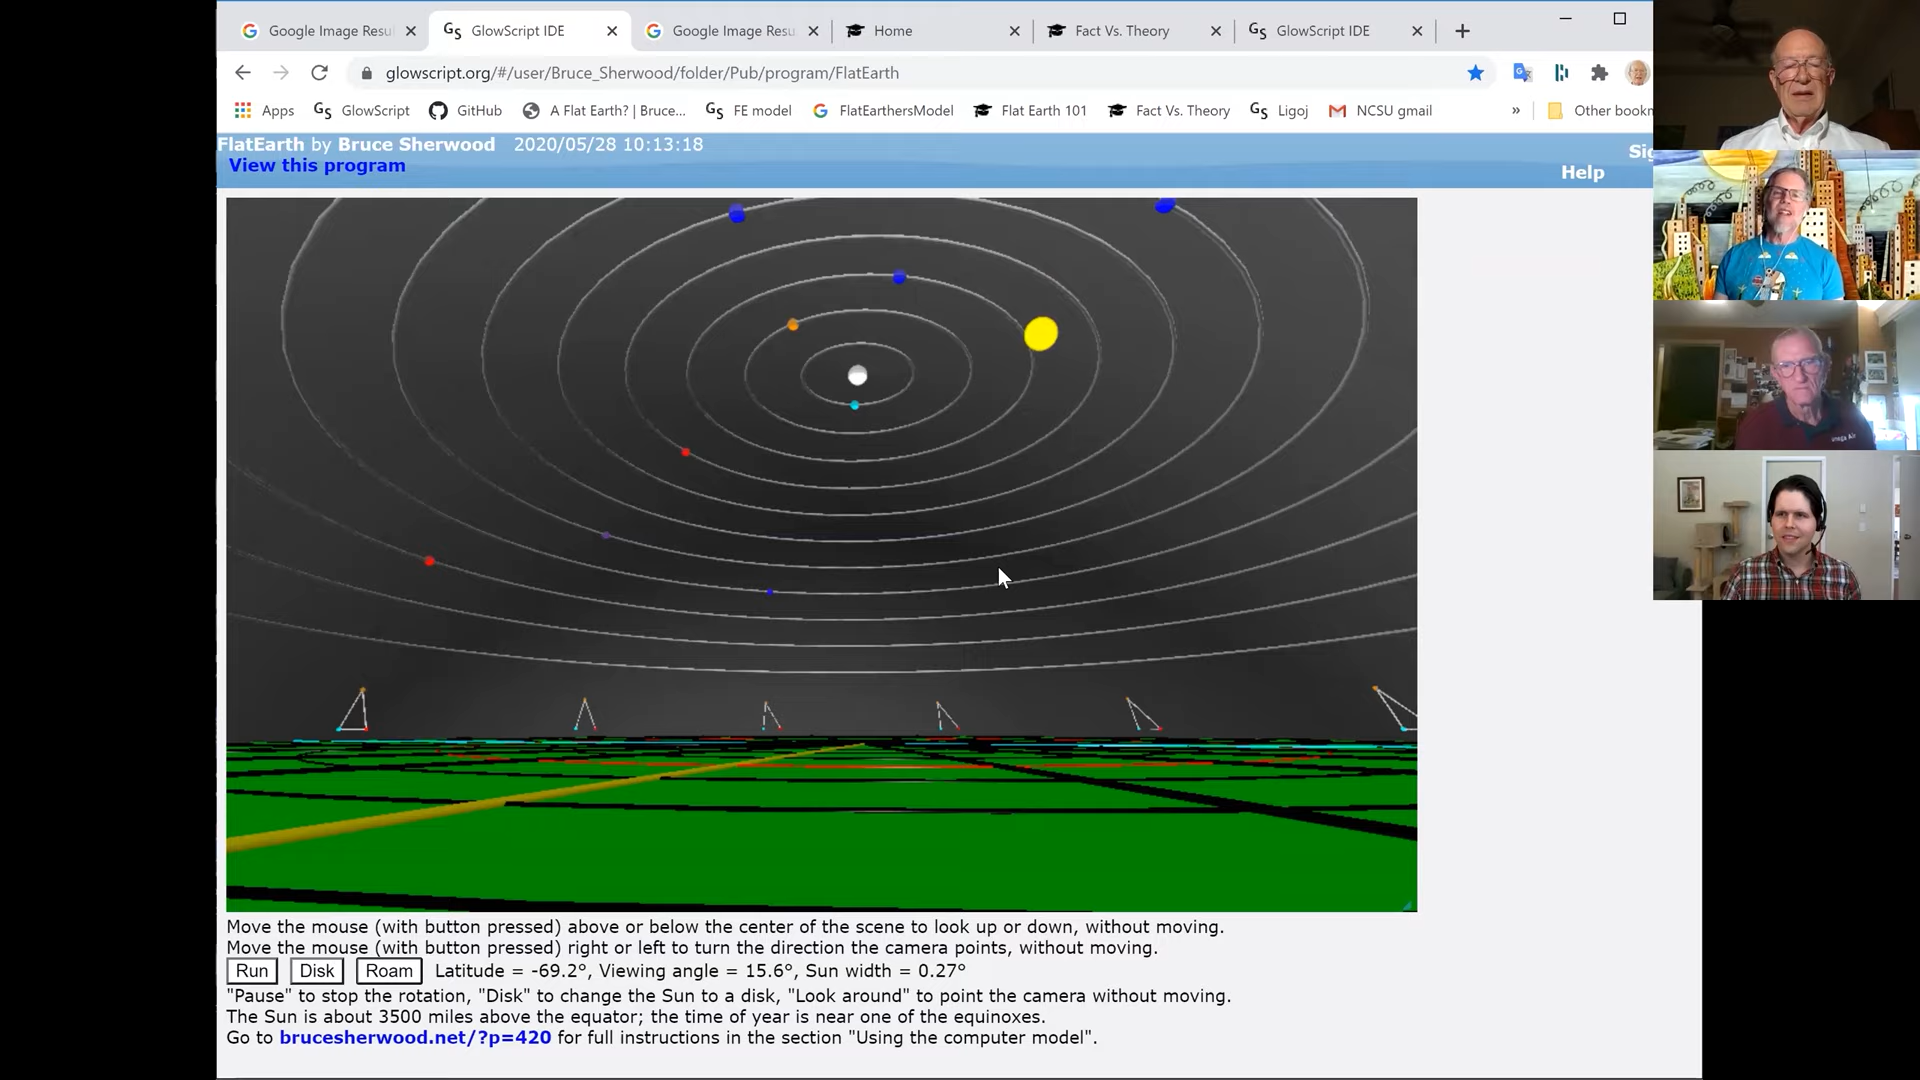 Google Image Resu
GlowScript IDE
Google Image Resu
Home
Fact Vs. Theory
GlowScript IDE
glowscript.org/#/user/Bruce_Sherwood/folder/Pub/program/FlatEarth
Apps
GlowScript
GitHub
A Flat Earth? | Bruce...
FE model
FlatEarthersModel
Flat Earth 101
Fact Vs. Theory
Ligoj
NCSU gmail
»
Other bookm
FlatEarth by Bruce Sherwood 2020/05/28 10:13:18
View this program
Sig
Help
Move the mouse (with button pressed) above or below the center of the scene to look up or down, without moving.
Move the mouse (with button pressed) right or left to turn the direction the camera points, without moving.
Run Disk Roam Latitude = -69.2°, Viewing angle = 15.6°, Sun width = 0.27°
"Pause" to stop the rotation, "Disk" to change the Sun to a disk, "Look around" to point the camera without moving.
The Sun is about 3500 miles above the equator; the time of year is near one of the equinoxes.
Go to brucesherwood.net/?p=420 for full instructions in the section "Using the computer model".